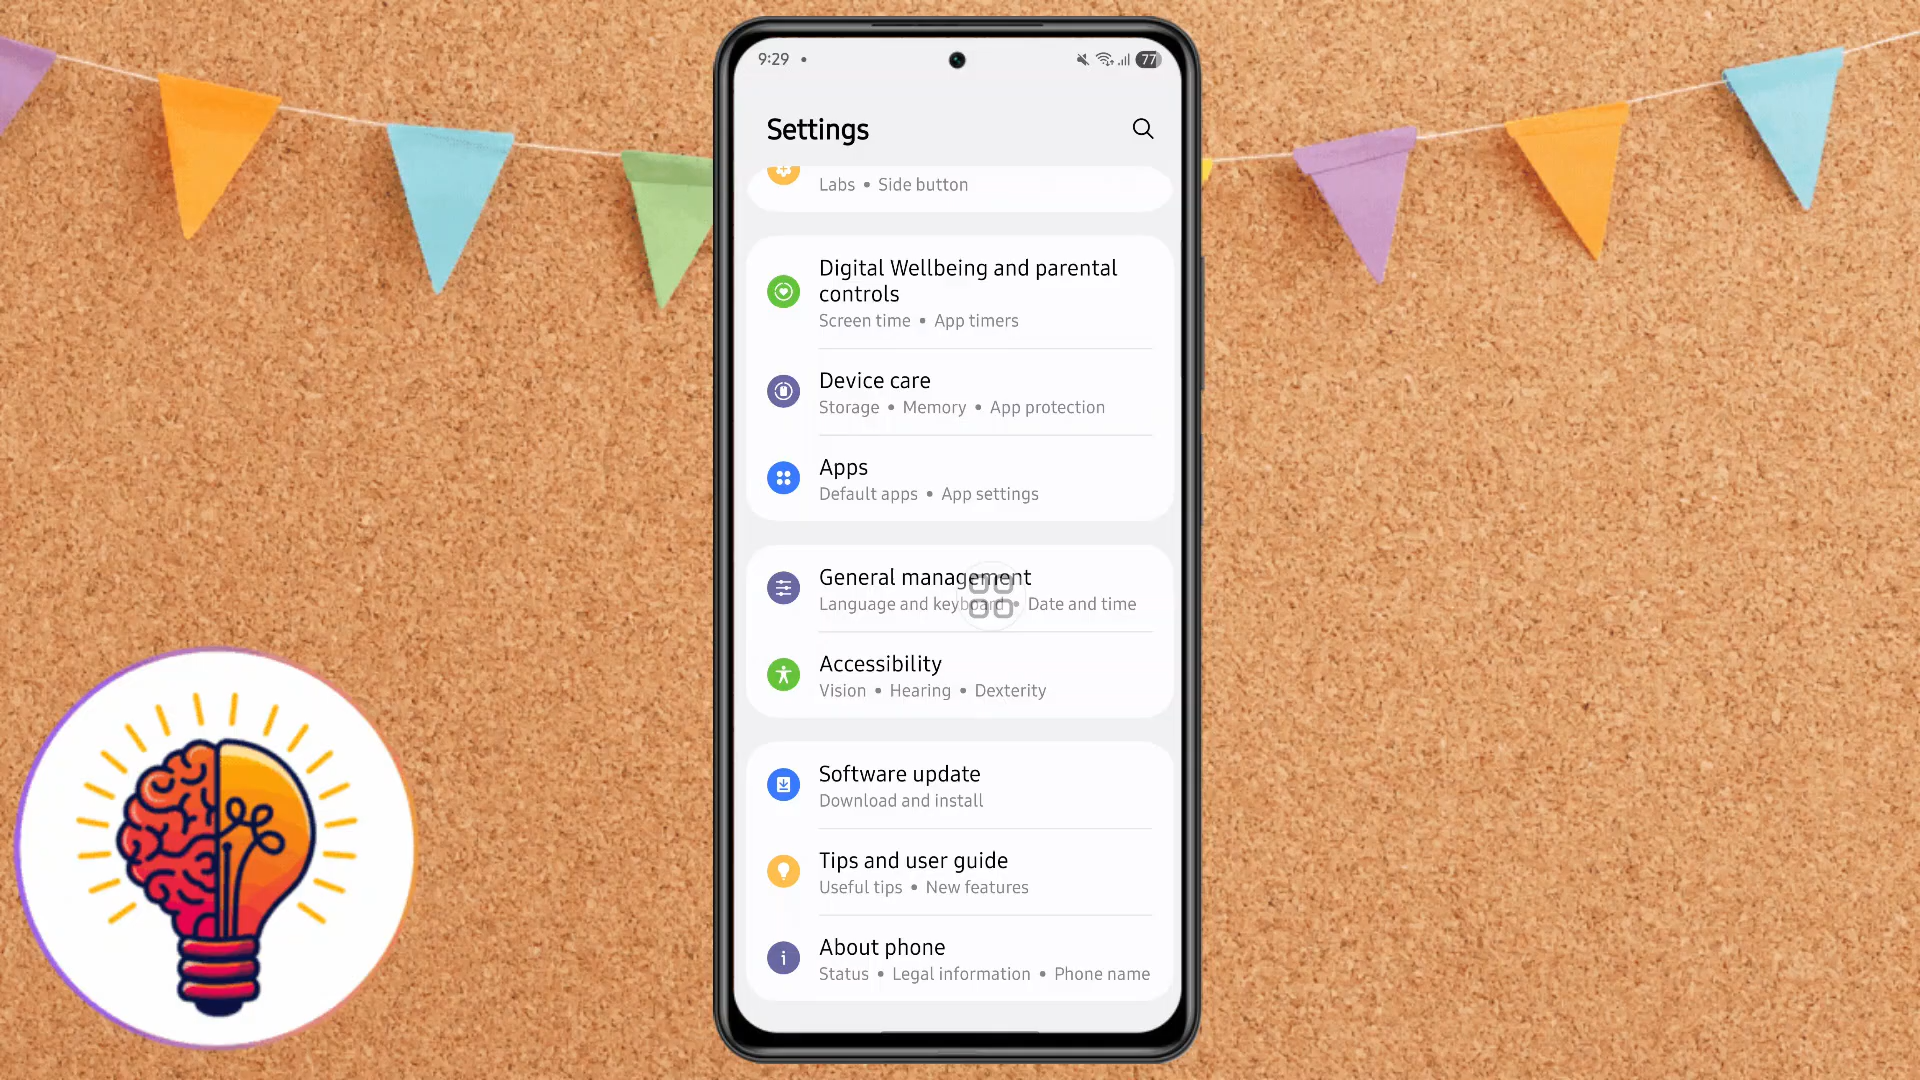 9:29
77
Settings
Labs • Side button
Digital Wellbeing and parental
controls
Screen time • App timers
Device care
Storage • Memory • App protection
Apps
Default apps • App settings
General management
Language and keyboard • Date and time
Accessibility
Vision • Hearing • Dexterity
Software update
Download and install
Tips and user guide
Useful tips • New features
About phone
Status • Legal information • Phone name